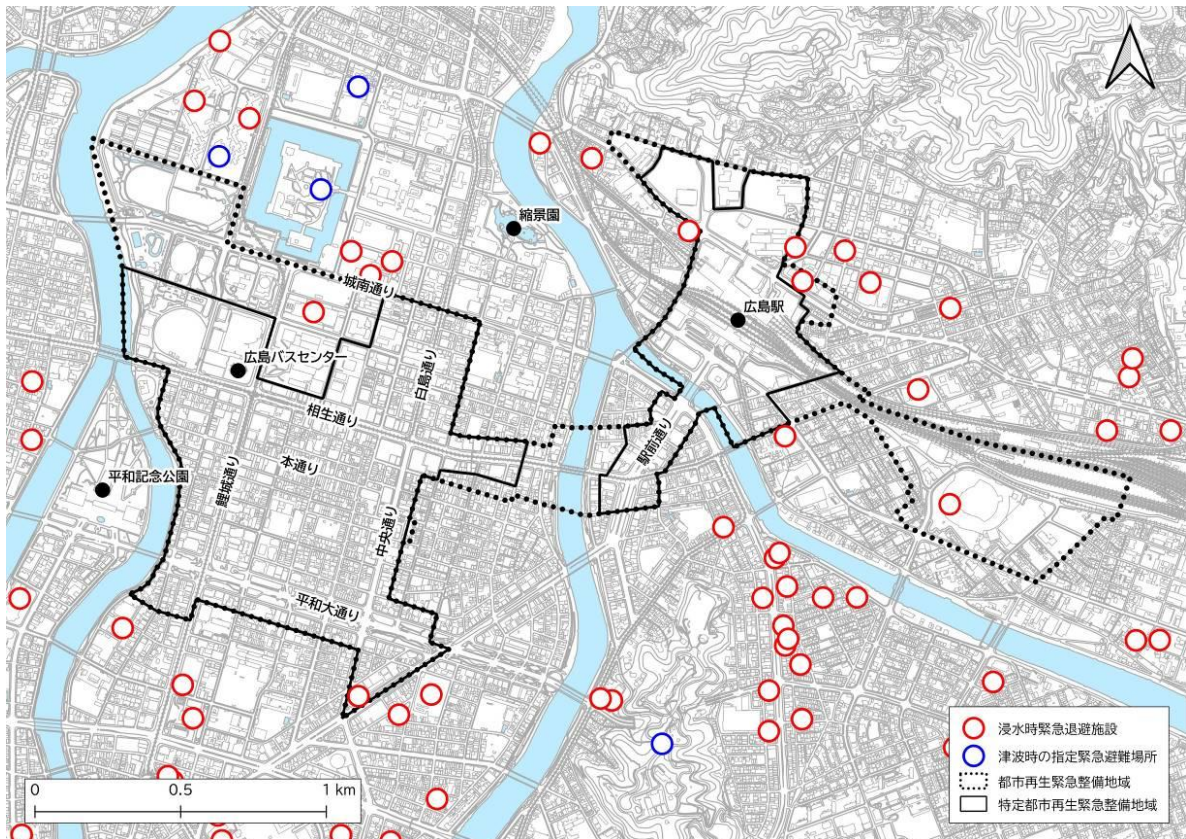 縮景園
城南通り
広島駅
広島バスセンター
白島通り
相生通り
駅前通り
本通り
鯉城通り
平和記念公園
中央通り
平和大通り
浸水時緊急退避施設
津波時の指定緊急避難場所
都市再生緊急整備地域
特定都市再生緊急整備地域
0 0.5 1 km